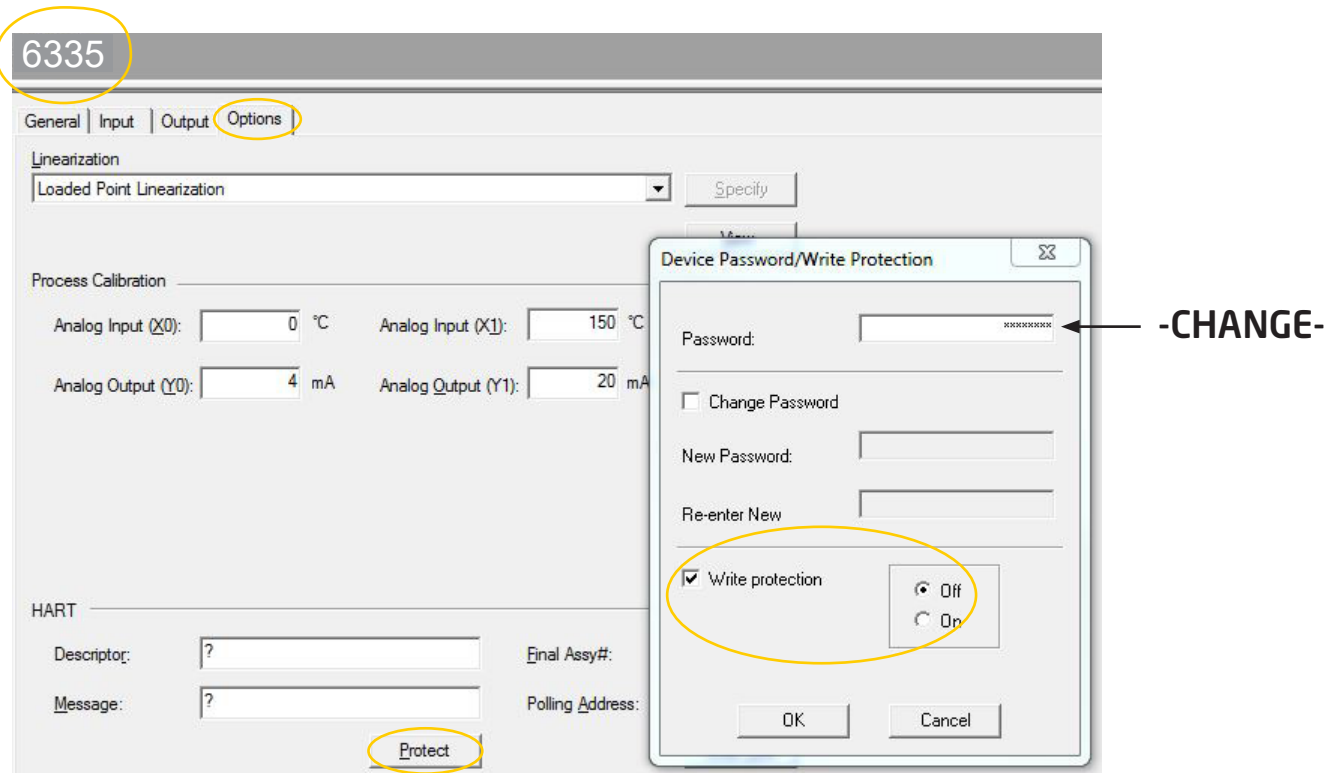 6335
General Input Output Options
Linearization
Loaded Point Linearization Specify
View
Process Calibration
Analog Input (X0): 0 °C Analog Input (X1): 150 °C
Analog Output (Y0): 4 mA Analog Output (Y1): 20 mA
HART
Descriptor: ? Final Assy#:
Message: ? Polling Address:
Protect
Device Password/Write Protection
Password: ******** -CHANGE-
Change Password
New Password:
Re-enter New
Write protection Off
On
OK Cancel